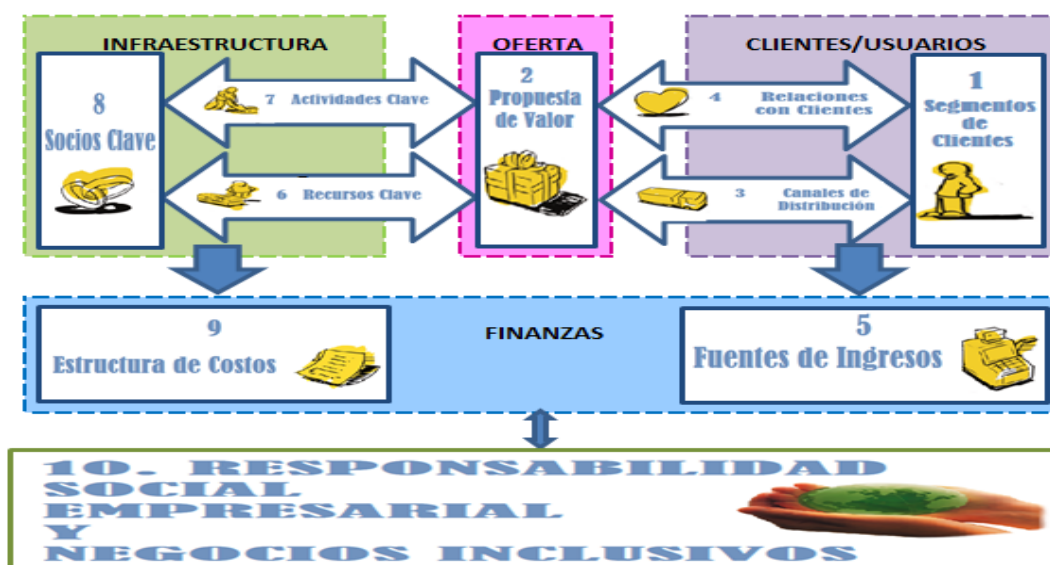 INFRAESTRUCTURA
OFERTA
CLIENTES/USUARIOS
8
Socios Clave
7 Actividades Clave
6 Recursos Clave
2
Propuesta
de Valor
4 Relaciones
con Clientes
3 Canales de
Distribución
1
Segmentos
de
Clientes
9
Estructura de Costos
FINANZAS
5
Fuentes de Ingresos
10. RESPONSABILIDAD
SOCIAL
EMPRESARIAL
Y
NEGOCIOS INCLUSIVOS